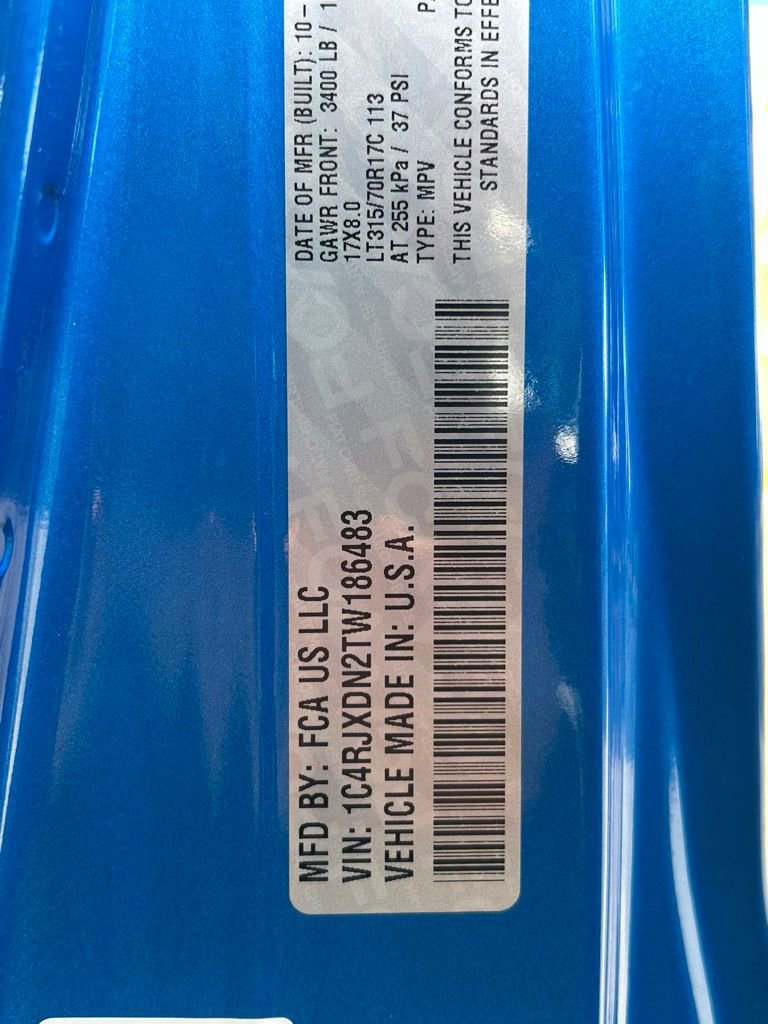 MFD BY: FCA US LLC
VIN: 1C4RJXDN2TW186483
VEHICLE MADE IN: U.S.A.
DATE OF MFR (BUILT): 10-
GAWR FRONT: 3400 LB / 1
17X8.0
LT315/70R17C 113
AT 255 kPa / 37 PSI
TYPE: MPV
THIS VEHICLE CONFORMS TO
STANDARDS IN EFFE